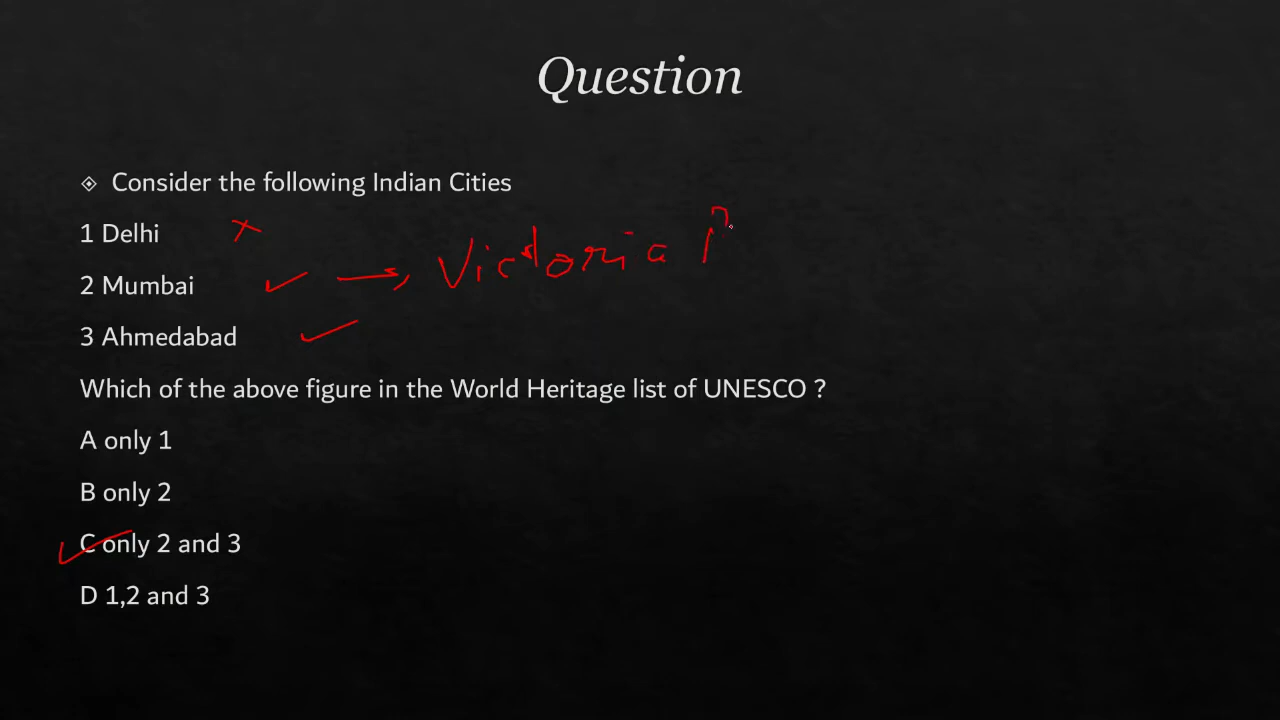 Question
Consider the following Indian Cities
1 Delhi
2 Mumbai
Victoria
3 Ahmedabad
Which of the above figure in the World Heritage list of UNESCO ?
A only 1
B only 2
C only 2 and 3
D 1,2 and 3